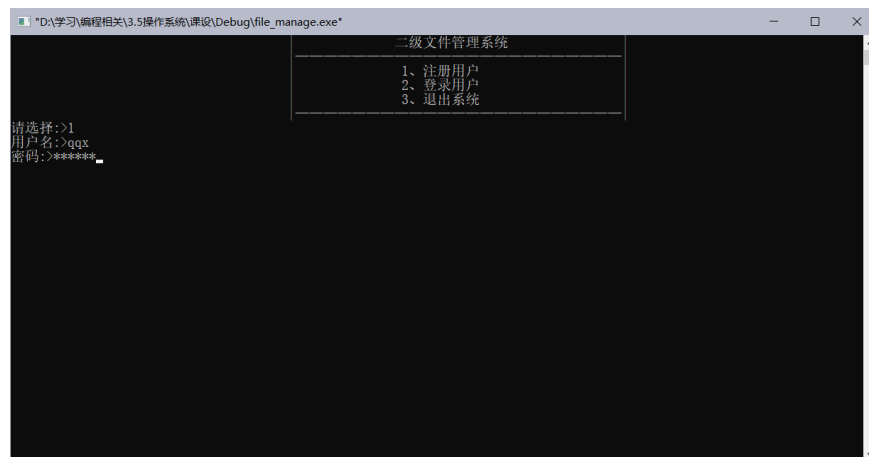 "D:\学习\编程相关\3.5操作系统\课设\Debug\file_manage.exe"
二级文件管理系统
1、注册用户
2、登录用户
3、退出系统
请选择:>1
用户名:>qqx
密码:>******_